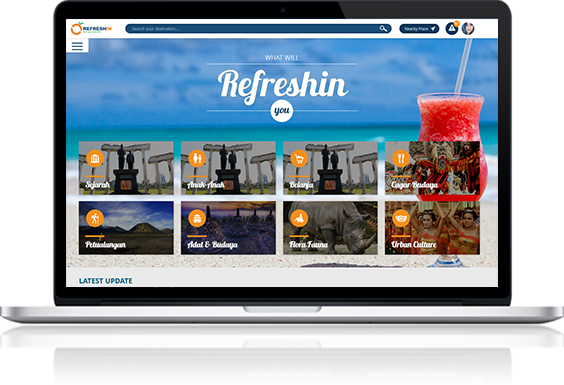 REFRESHIN
Search your destination...
Nearby Place
WHAT WILL
Refreshin
you
Sejarah
Anak-Anak
Belanja
Cagar Budaya
Petualangan
Adat & Budaya
Flora Fauna
Urban Culture
LATEST UPDATE